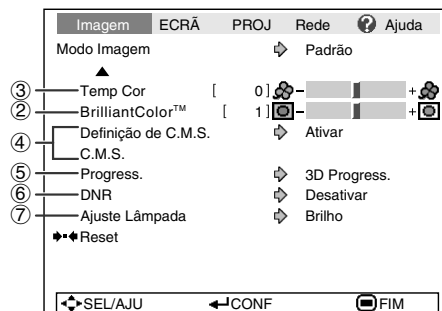 Imagem ECRÃ PROJ Rede ? Ajuda
Modo Imagem Padrão
③ Temp Cor [ 0] - +
② BrilliantColor™ [ 1] - +
④ Definição de C.M.S. Ativar
C.M.S.
⑤ Progress. 3D Progress.
⑥ DNR Desativar
⑦ Ajuste Lâmpada Brilho
Reset
SEL/AJU CONF FIM